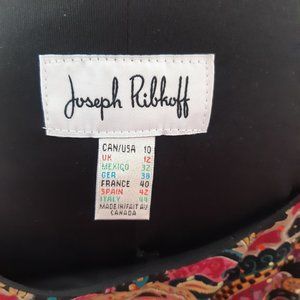 Joseph Ribkoff
CAN/USA 10
UK 12
MEXICO 32
GER 38
FRANCE 40
SPAIN 42
ITALY 44
MADE IN/FAIT AU
CANADA